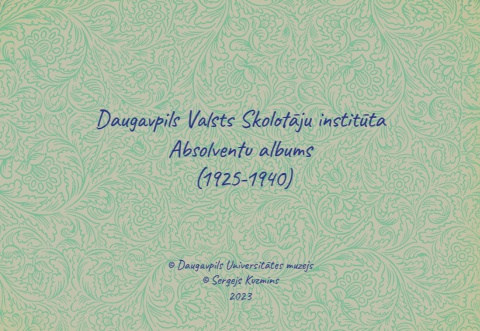 Daugavpils Valsts Skolotāju institūta
Absolventu albums
(1925-1940)
© Daugavpils Universitātes muzejs
© Sergejs Kuzmins
2023